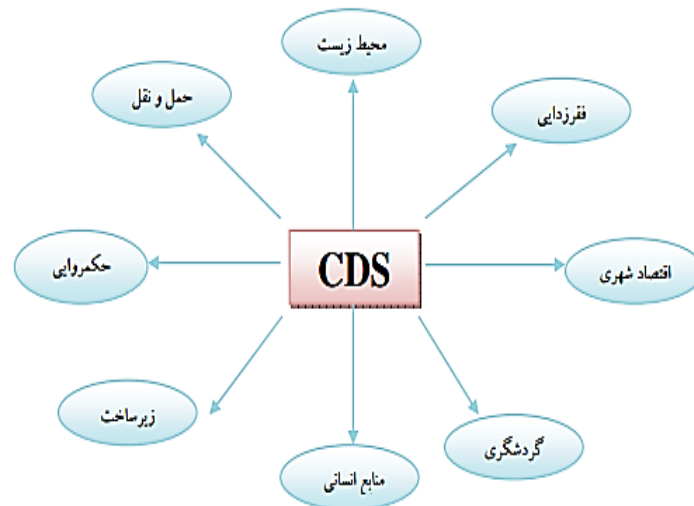 محیط زیست
حمل و نقل
فقرزدایی
حکمروایی
CDS
اقتصاد شهری
زیرساخت
گردشگری
منابع انسانی